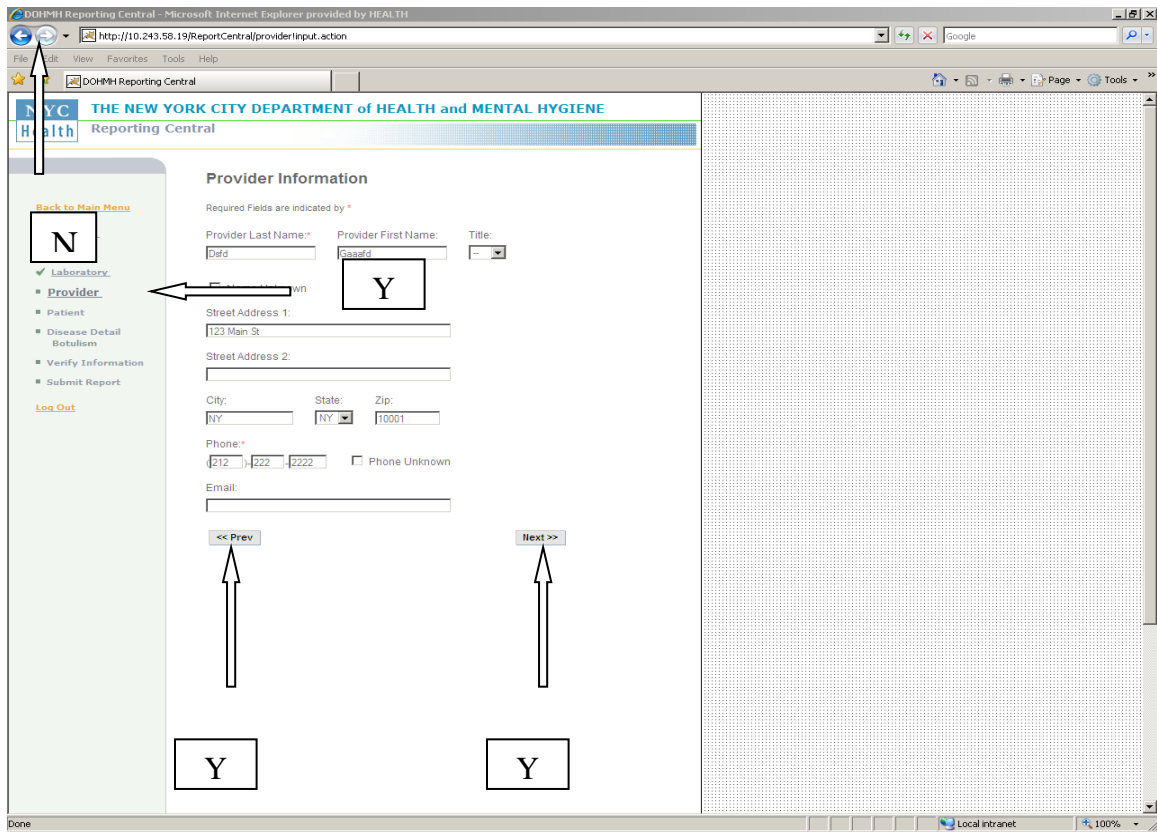 DOHMH Reporting Central - Microsoft Internet Explorer provided by HEALTH
http://10.243.58.19/ReportCentral/provider!input.action
Google
File Edit View Favorites Tools Help
DOHMH Reporting Central
Page Tools
NYC Health
THE NEW YORK CITY DEPARTMENT of HEALTH and MENTAL HYGIENE
Reporting Central
Back to Main Menu
N
Laboratory
Provider
Patient
Disease Detail
Botulism
Verify Information
Submit Report
Log Out
Provider Information
Required Fields are indicated by *
Provider Last Name:* Provider First Name: Title:
Dsfd Gaaafd --
Y
Street Address 1:
123 Main St
Street Address 2:
City: State: Zip:
NY NY 10001
Phone:*
(212)-222-2222 Phone Unknown
Email:
<< Prev Next >>
Y Y
Done Local intranet 100%